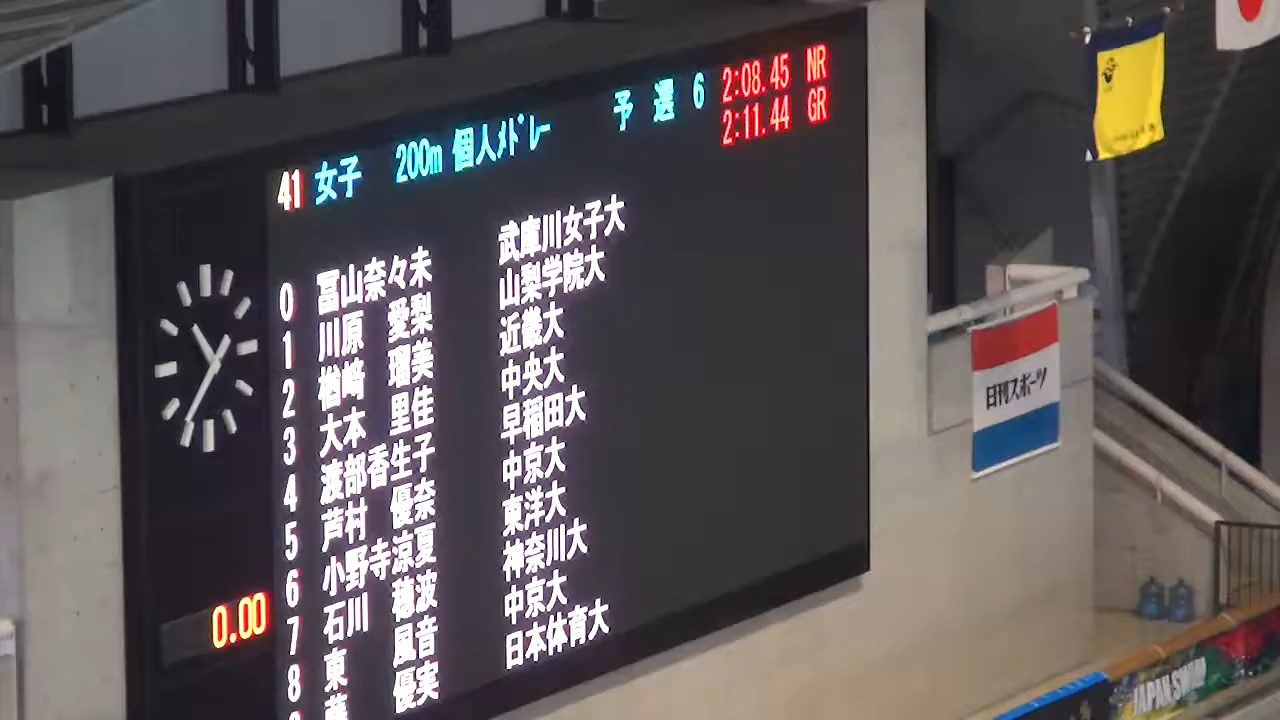 41 女子 200m 個人メドレー 予選 6 2:08.45 NR
2:11.44 GR
0 冨山奈々未 武庫川女子大
1 川原 愛梨 山梨学院大
2 楢﨑 瑠美 近畿大
3 大本 里佳 中央大
4 渡部香生子 早稲田大
5 芦村 優奈 中京大
6 小野寺涼夏 東洋大
7 石川 穂波 神奈川大
8 東 風音 中京大
優実 日本体育大
0.00
日刊スポーツ
JAPAN SWIM